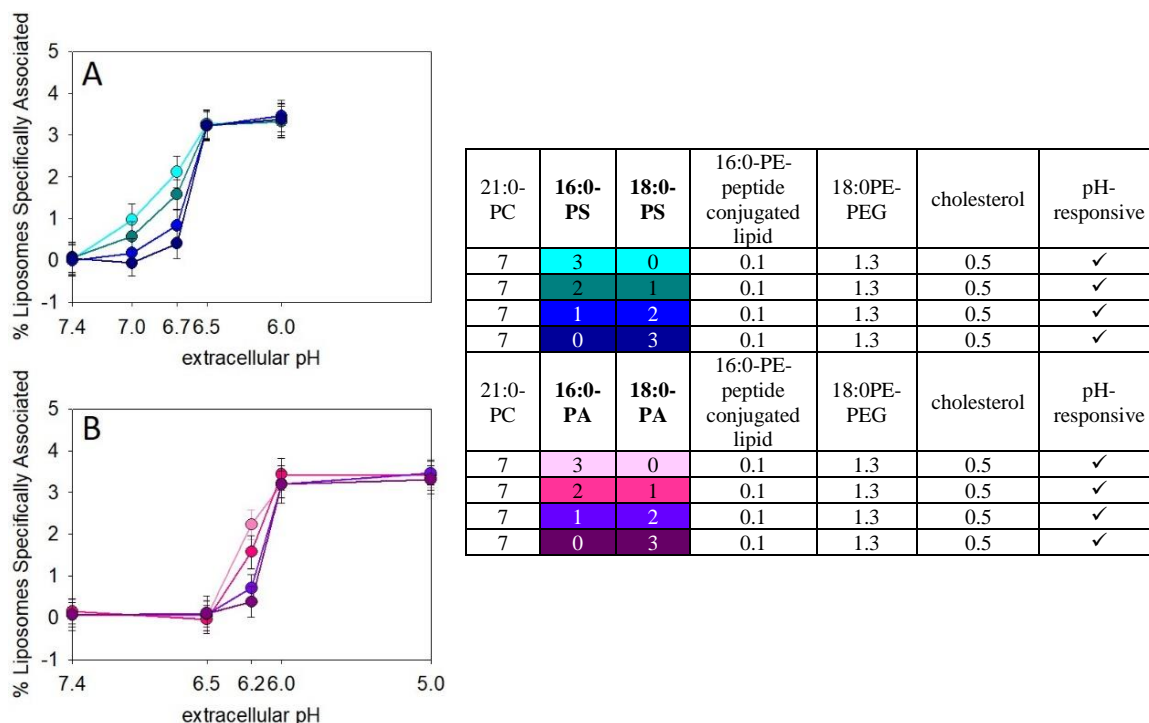 A
5
4
3
2
1
0
-1
7.4 7.0 6.7 6.5 6.0
extracellular pH
% Liposomes Specifically Associated
B
5
4
3
2
1
0
-1
7.4 6.5 6.2 6.0 5.0
extracellular pH
% Liposomes Specifically Associated
21:0-PC 16:0-PS 18:0-PS 16:0-PE-peptide conjugated lipid 18:0PE-PEG cholesterol pH-responsive
7 3 0 0.1 1.3 0.5 ✓
7 2 1 0.1 1.3 0.5 ✓
7 1 2 0.1 1.3 0.5 ✓
7 0 3 0.1 1.3 0.5 ✓
21:0-PC 16:0-PA 18:0-PA 16:0-PE-peptide conjugated lipid 18:0PE-PEG cholesterol pH-responsive
7 3 0 0.1 1.3 0.5 ✓
7 2 1 0.1 1.3 0.5 ✓
7 1 2 0.1 1.3 0.5 ✓
7 0 3 0.1 1.3 0.5 ✓